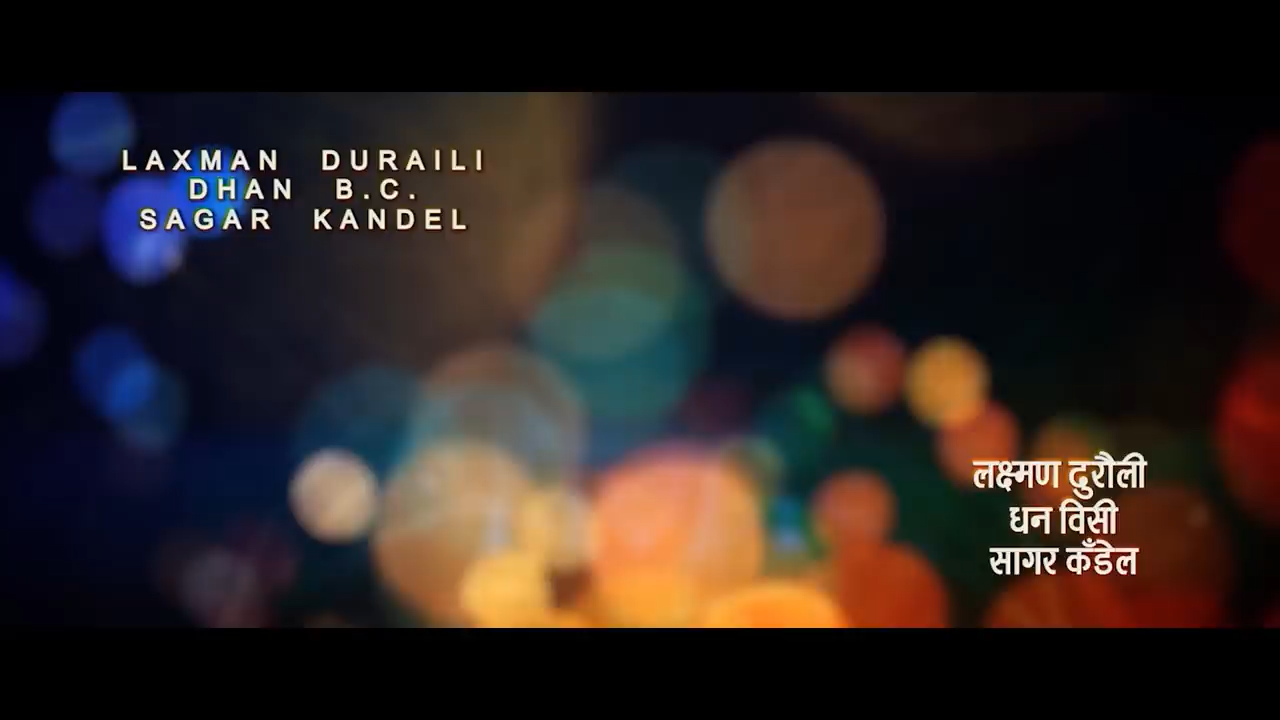 LAXMAN DURAILI
DHAN B.C.
SAGAR KANDEL
लक्ष्मण दुरौली
धन विसी
सागर कँडेल